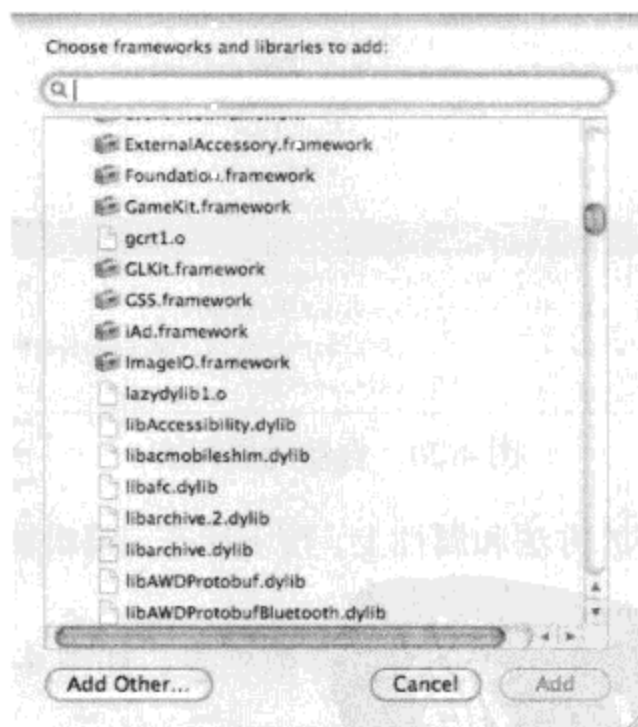 Choose frameworks and libraries to add:
ExternalAccessory.framework
Foundation.framework
GameKit.framework
gcrt1.o
GLKit.framework
GSS.framework
iAd.framework
ImageIO.framework
lazydylib1.o
libAccessibility.dylib
libacmobileshim.dylib
libafc.dylib
libarchive.2.dylib
libarchive.dylib
libAWDProtobuf.dylib
libAWDProtobufBluetooth.dylib
Add Other...
Cancel
Add